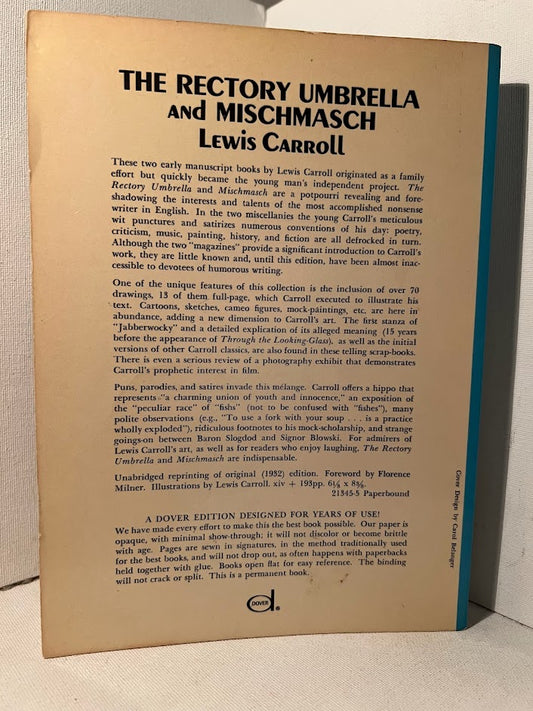 THE RECTORY UMBRELLA
and MISCHMASCH
LEWIS CARROLL
These two early manuscript books by Lewis Carroll originated as a family
effort but quickly became the young man's independent project. The
Rectory Umbrella and Mischmasch are a potpourri revealing and fore-
shadowing the interests and talents of the most accomplished nonsense
writer in English. In the two miscellanies the young Carroll's meticulous
wit punctures and satirizes numerous conventions of his day: poetry,
criticism, music, painting, history, and fiction are all defrocked in turn.
Although the two "magazines" provide a significant introduction to Carroll's
work, they are little known and, until this edition, have been almost inac-
cessible to devotees of humorous writing.
One of the unique features of this collection is the inclusion of over 70
drawings, 13 of them full-page, which Carroll executed to illustrate his
text. Cartoons, sketches, cameo figures, mock-paintings, etc. are here in
abundance, adding a new dimension to Carroll's art. The first stanza of
"Jabberwocky" and a detailed explication of its alleged meaning (15 years
before the appearance of Through the Looking-Glass), as well as the initial
versions of other Carroll classics, are also found in these telling scrap-books.
There is even a serious review of a photography exhibit that demonstrates
Carroll's prophetic interest in film.
Puns, parodies, and satires invade this mélange. Carroll offers a hippo that
represents "a charming union of youth and innocence," an exposition of
the "peculiar race" of "fishs" (not to be confused with "fishes"), many
polite observations (e.g., "To use a fork with your soup . . . is a practice
wholly exploded"), ridiculous footnotes to his mock-scholarship, and strange
goings-on between Baron Slogdod and Signor Blowski. For admirers of
Lewis Carroll's art, as well as for readers who enjoy laughing, The Rectory
Umbrella and Mischmasch are indispensable.
Unabridged reprinting of original (1932) edition. Foreword by Florence
Milner. Illustrations by Lewis Carroll. xiv + 193pp. 6⅛ x 8⅜.
21345-3 Paperbound
A DOVER EDITION DESIGNED FOR YEARS OF USE!
We have made every effort to make this the best book possible. Our paper is
opaque, with minimal show-through; it will not discolor or become brittle
with age. Pages are sewn in signatures, in the method traditionally used
for the best books, and will not drop out, as often happens with paperbacks
held together with glue. Books open flat for easy reference. The binding
will not crack or split. This is a permanent book.
DOVER
Cover Design by Carol Belanger